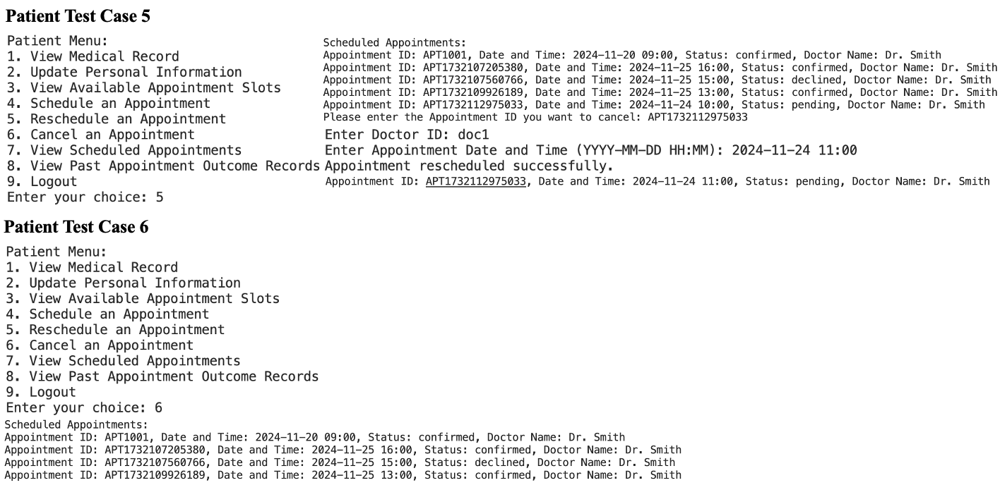 Patient Test Case 5
Patient Menu:
1. View Medical Record
2. Update Personal Information
3. View Available Appointment Slots
4. Schedule an Appointment
5. Reschedule an Appointment
6. Cancel an Appointment
7. View Scheduled Appointments
8. View Past Appointment Outcome Records
9. Logout
Enter your choice: 5
Scheduled Appointments:
Appointment ID: APT1001, Date and Time: 2024-11-20 09:00, Status: confirmed, Doctor Name: Dr. Smith
Appointment ID: APT1732107205380, Date and Time: 2024-11-25 16:00, Status: confirmed, Doctor Name: Dr. Smith
Appointment ID: APT1732107560766, Date and Time: 2024-11-25 15:00, Status: declined, Doctor Name: Dr. Smith
Appointment ID: APT1732109926189, Date and Time: 2024-11-25 13:00, Status: confirmed, Doctor Name: Dr. Smith
Appointment ID: APT1732112975033, Date and Time: 2024-11-24 10:00, Status: pending, Doctor Name: Dr. Smith
Please enter the Appointment ID you want to cancel: APT1732112975033
Enter Doctor ID: doc1
Enter Appointment Date and Time (YYYY-MM-DD HH:MM): 2024-11-24 11:00
Appointment rescheduled successfully.
Appointment ID: APT1732112975033, Date and Time: 2024-11-24 11:00, Status: pending, Doctor Name: Dr. Smith
Patient Test Case 6
Patient Menu:
1. View Medical Record
2. Update Personal Information
3. View Available Appointment Slots
4. Schedule an Appointment
5. Reschedule an Appointment
6. Cancel an Appointment
7. View Scheduled Appointments
8. View Past Appointment Outcome Records
9. Logout
Enter your choice: 6
Scheduled Appointments:
Appointment ID: APT1001, Date and Time: 2024-11-20 09:00, Status: confirmed, Doctor Name: Dr. Smith
Appointment ID: APT1732107205380, Date and Time: 2024-11-25 16:00, Status: confirmed, Doctor Name: Dr. Smith
Appointment ID: APT1732107560766, Date and Time: 2024-11-25 15:00, Status: declined, Doctor Name: Dr. Smith
Appointment ID: APT1732109926189, Date and Time: 2024-11-25 13:00, Status: confirmed, Doctor Name: Dr. Smith